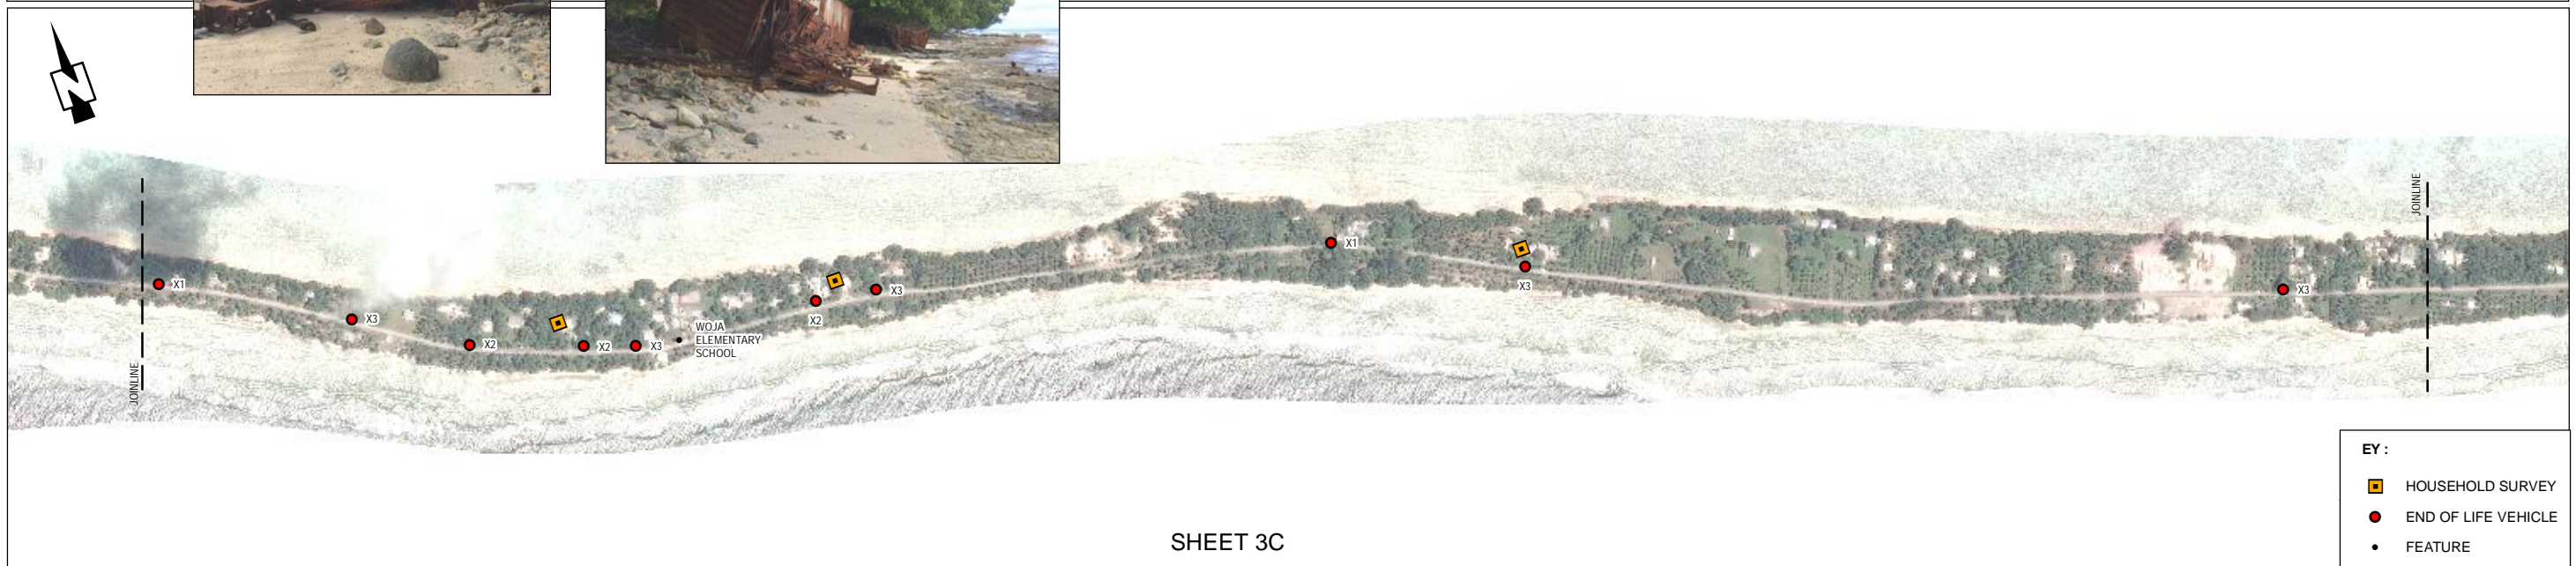 JOINLINE
JOINLINE
X1
X3
X2
X2
X3
WOJA
ELEMENTARY
SCHOOL
X2
X3
X1
X3
X3
EY :
HOUSEHOLD SURVEY
END OF LIFE VEHICLE
FEATURE
SHEET 3C